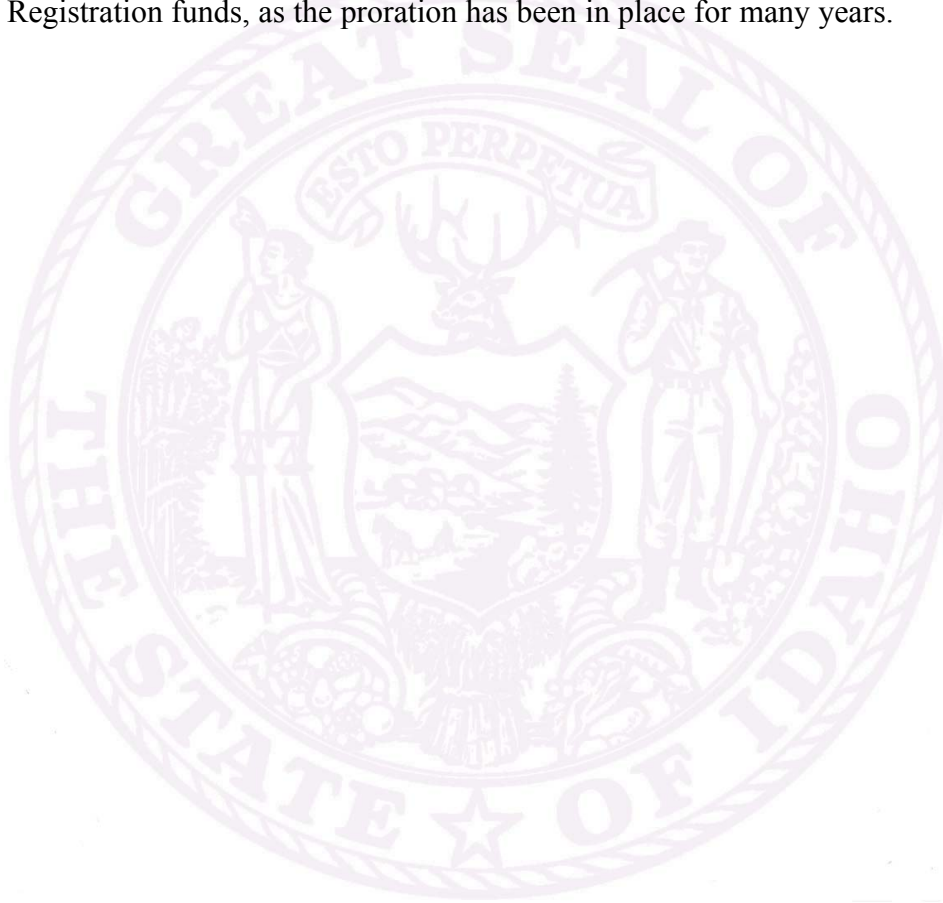 Registration funds, as the proration has been in place for many years.
GREAT SEAL OF
ESTO PERPETUA
THE STATE ★ OF IDAHO